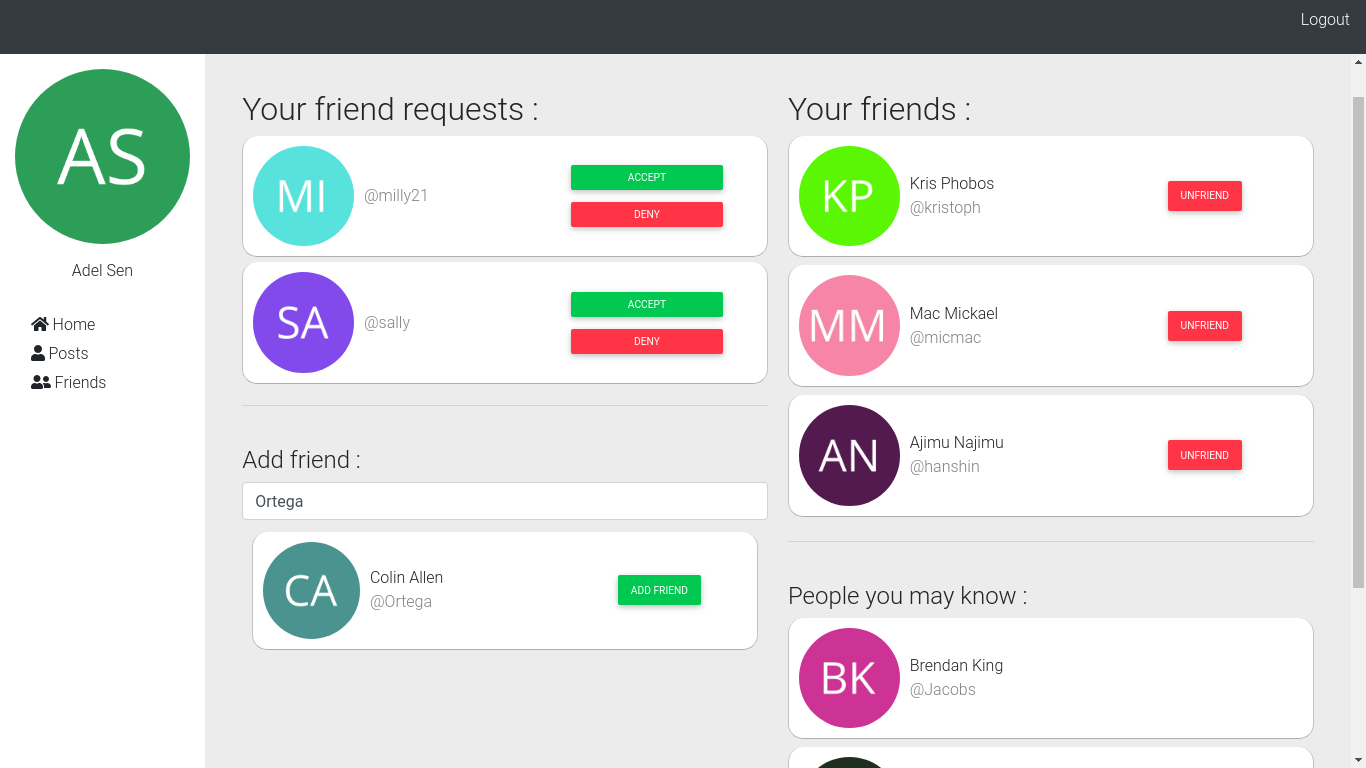 Logout
AS
Adel Sen
Home
Posts
Friends
Your friend requests :
MI
@milly21
ACCEPT
DENY
SA
@sally
ACCEPT
DENY
Add friend :
Ortega
CA
Colin Allen
@Ortega
ADD FRIEND
Your friends :
KP
Kris Phobos
@kristoph
UNFRIEND
MM
Mac Mickael
@micmac
UNFRIEND
AN
Ajimu Najimu
@hanshin
UNFRIEND
People you may know :
BK
Brendan King
@Jacobs